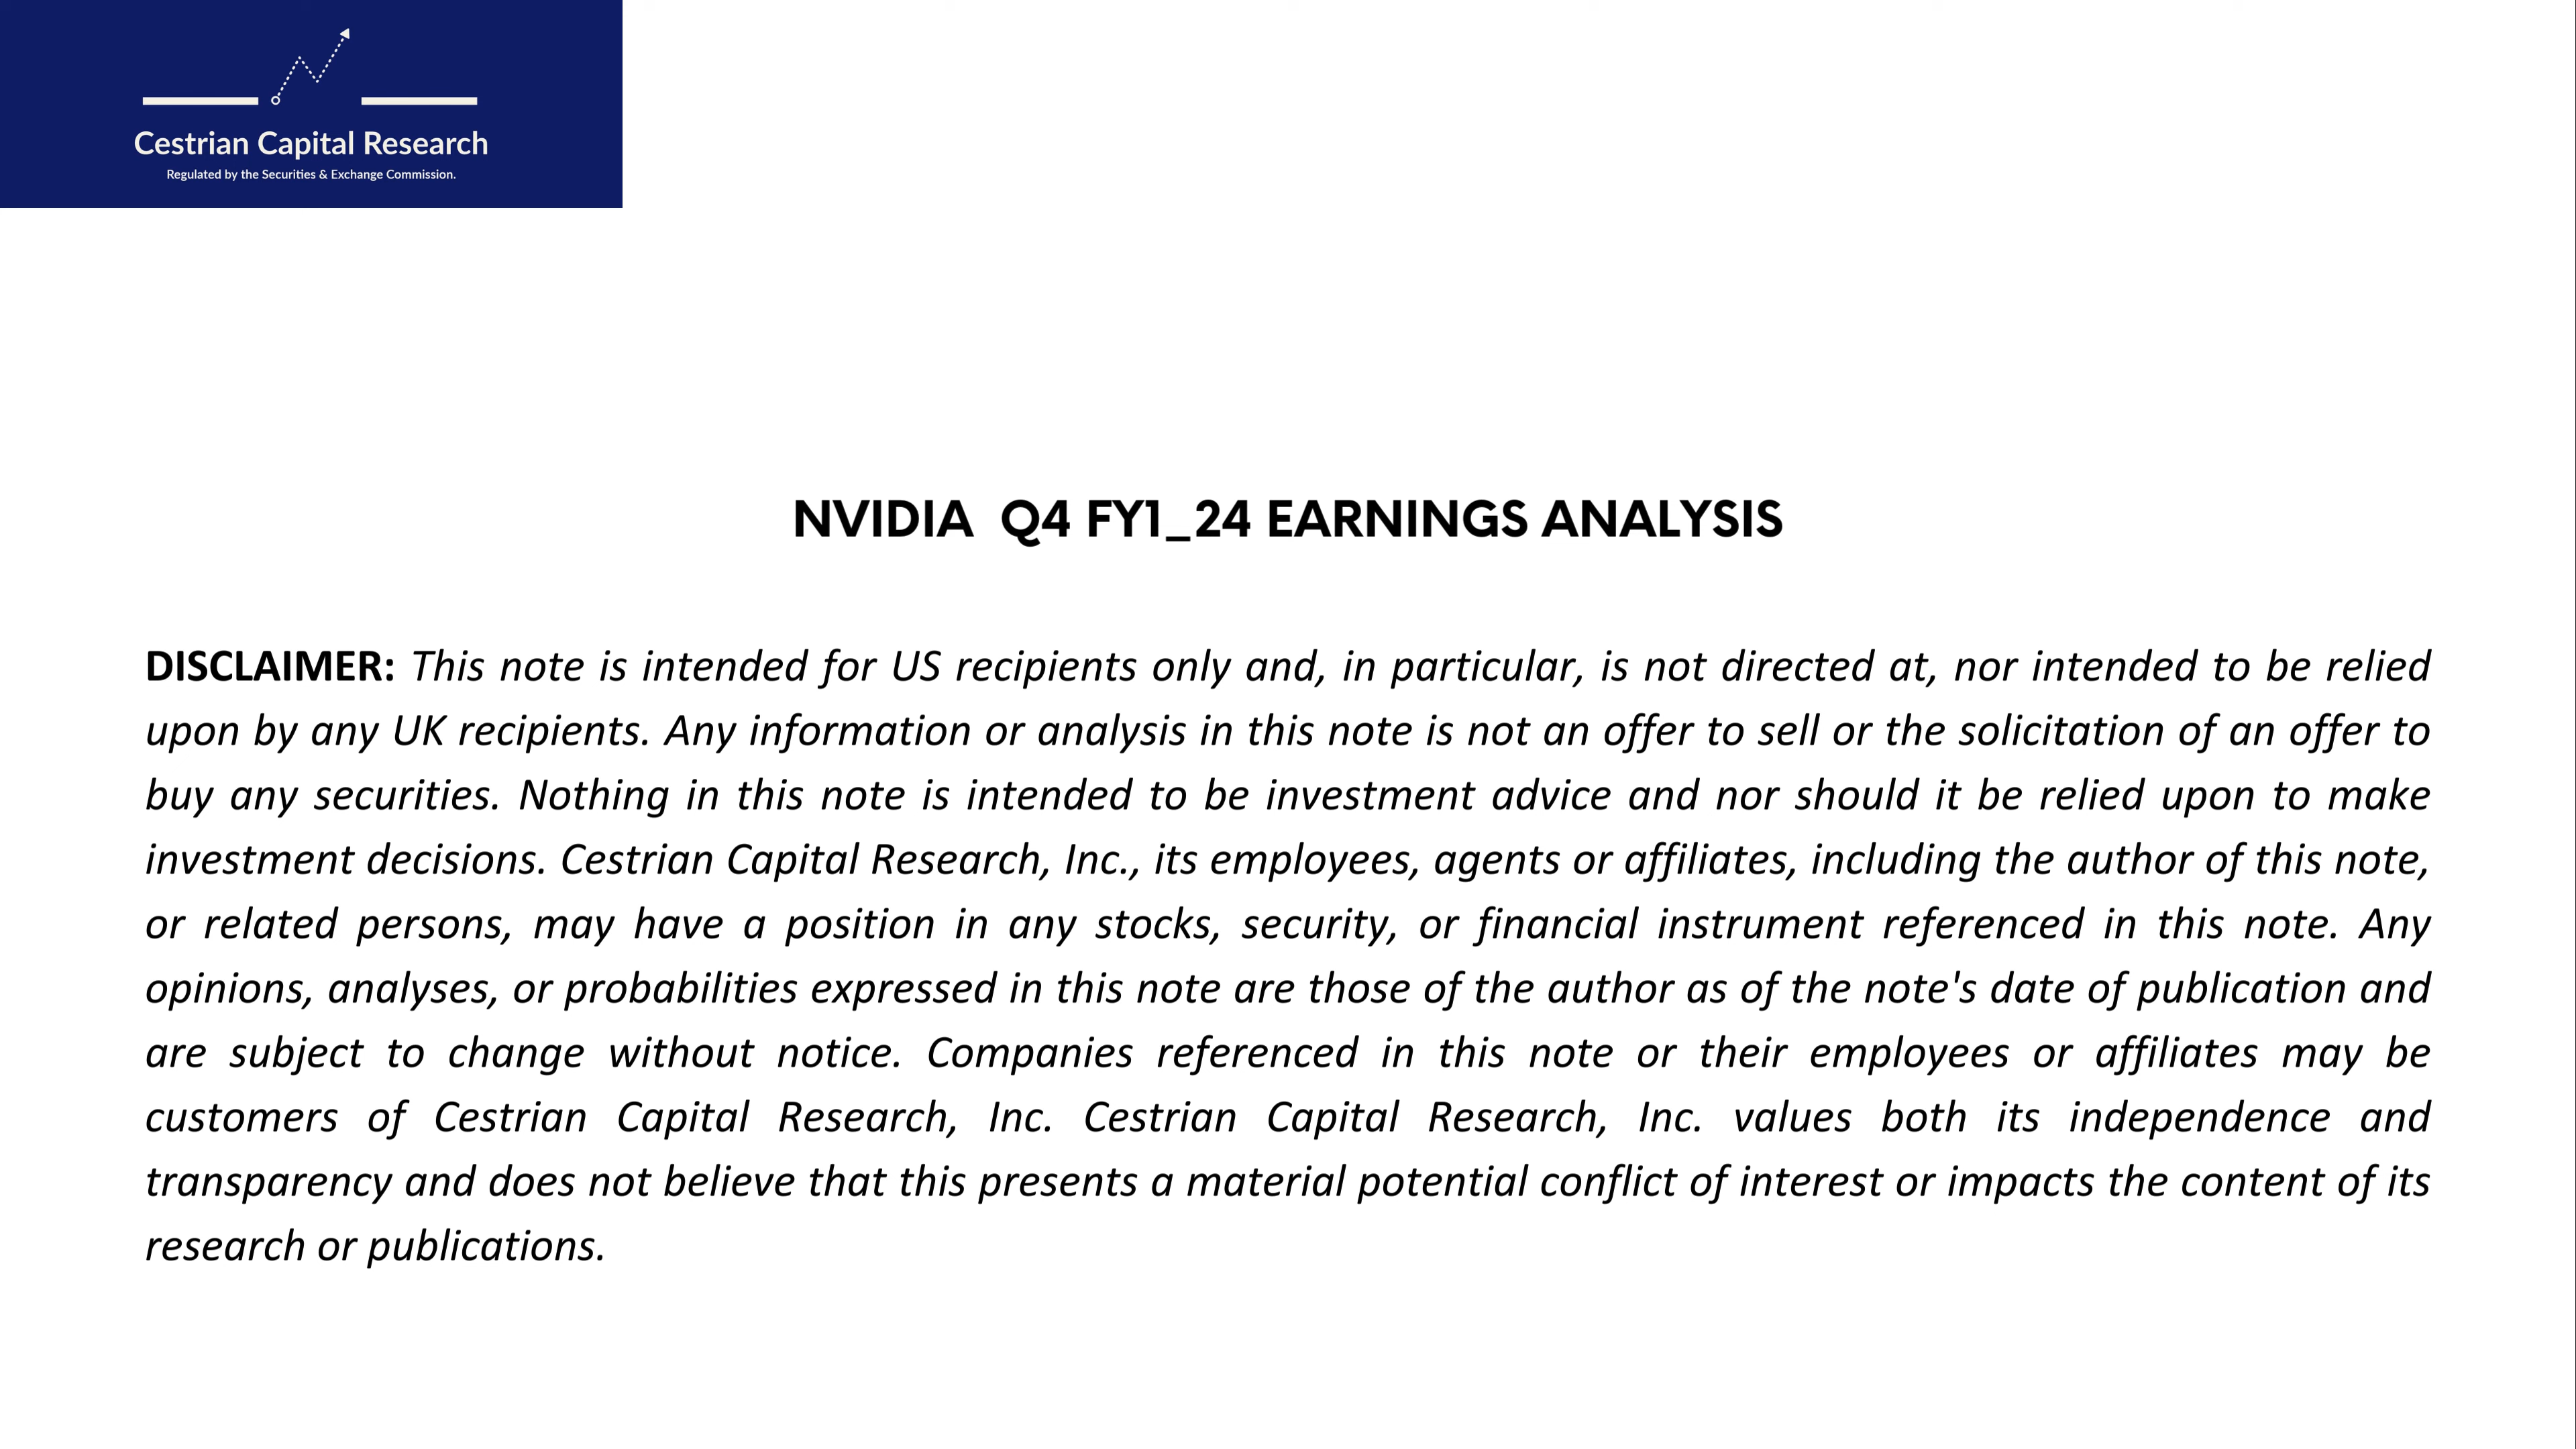 Cestrian Capital Research
Regulated by the Securities & Exchange Commission.
NVIDIA Q4 FY1_24 EARNINGS ANALYSIS
DISCLAIMER: This note is intended for US recipients only and, in particular, is not directed at, nor intended to be relied
upon by any UK recipients. Any information or analysis in this note is not an offer to sell or the solicitation of an offer to
buy any securities. Nothing in this note is intended to be investment advice and nor should it be relied upon to make
investment decisions. Cestrian Capital Research, Inc., its employees, agents or affiliates, including the author of this note,
or related persons, may have a position in any stocks, security, or financial instrument referenced in this note. Any
opinions, analyses, or probabilities expressed in this note are those of the author as of the note's date of publication and
are subject to change without notice. Companies referenced in this note or their employees or affiliates may be
customers of Cestrian Capital Research, Inc. Cestrian Capital Research, Inc. values both its independence and
transparency and does not believe that this presents a material potential conflict of interest or impacts the content of its
research or publications.